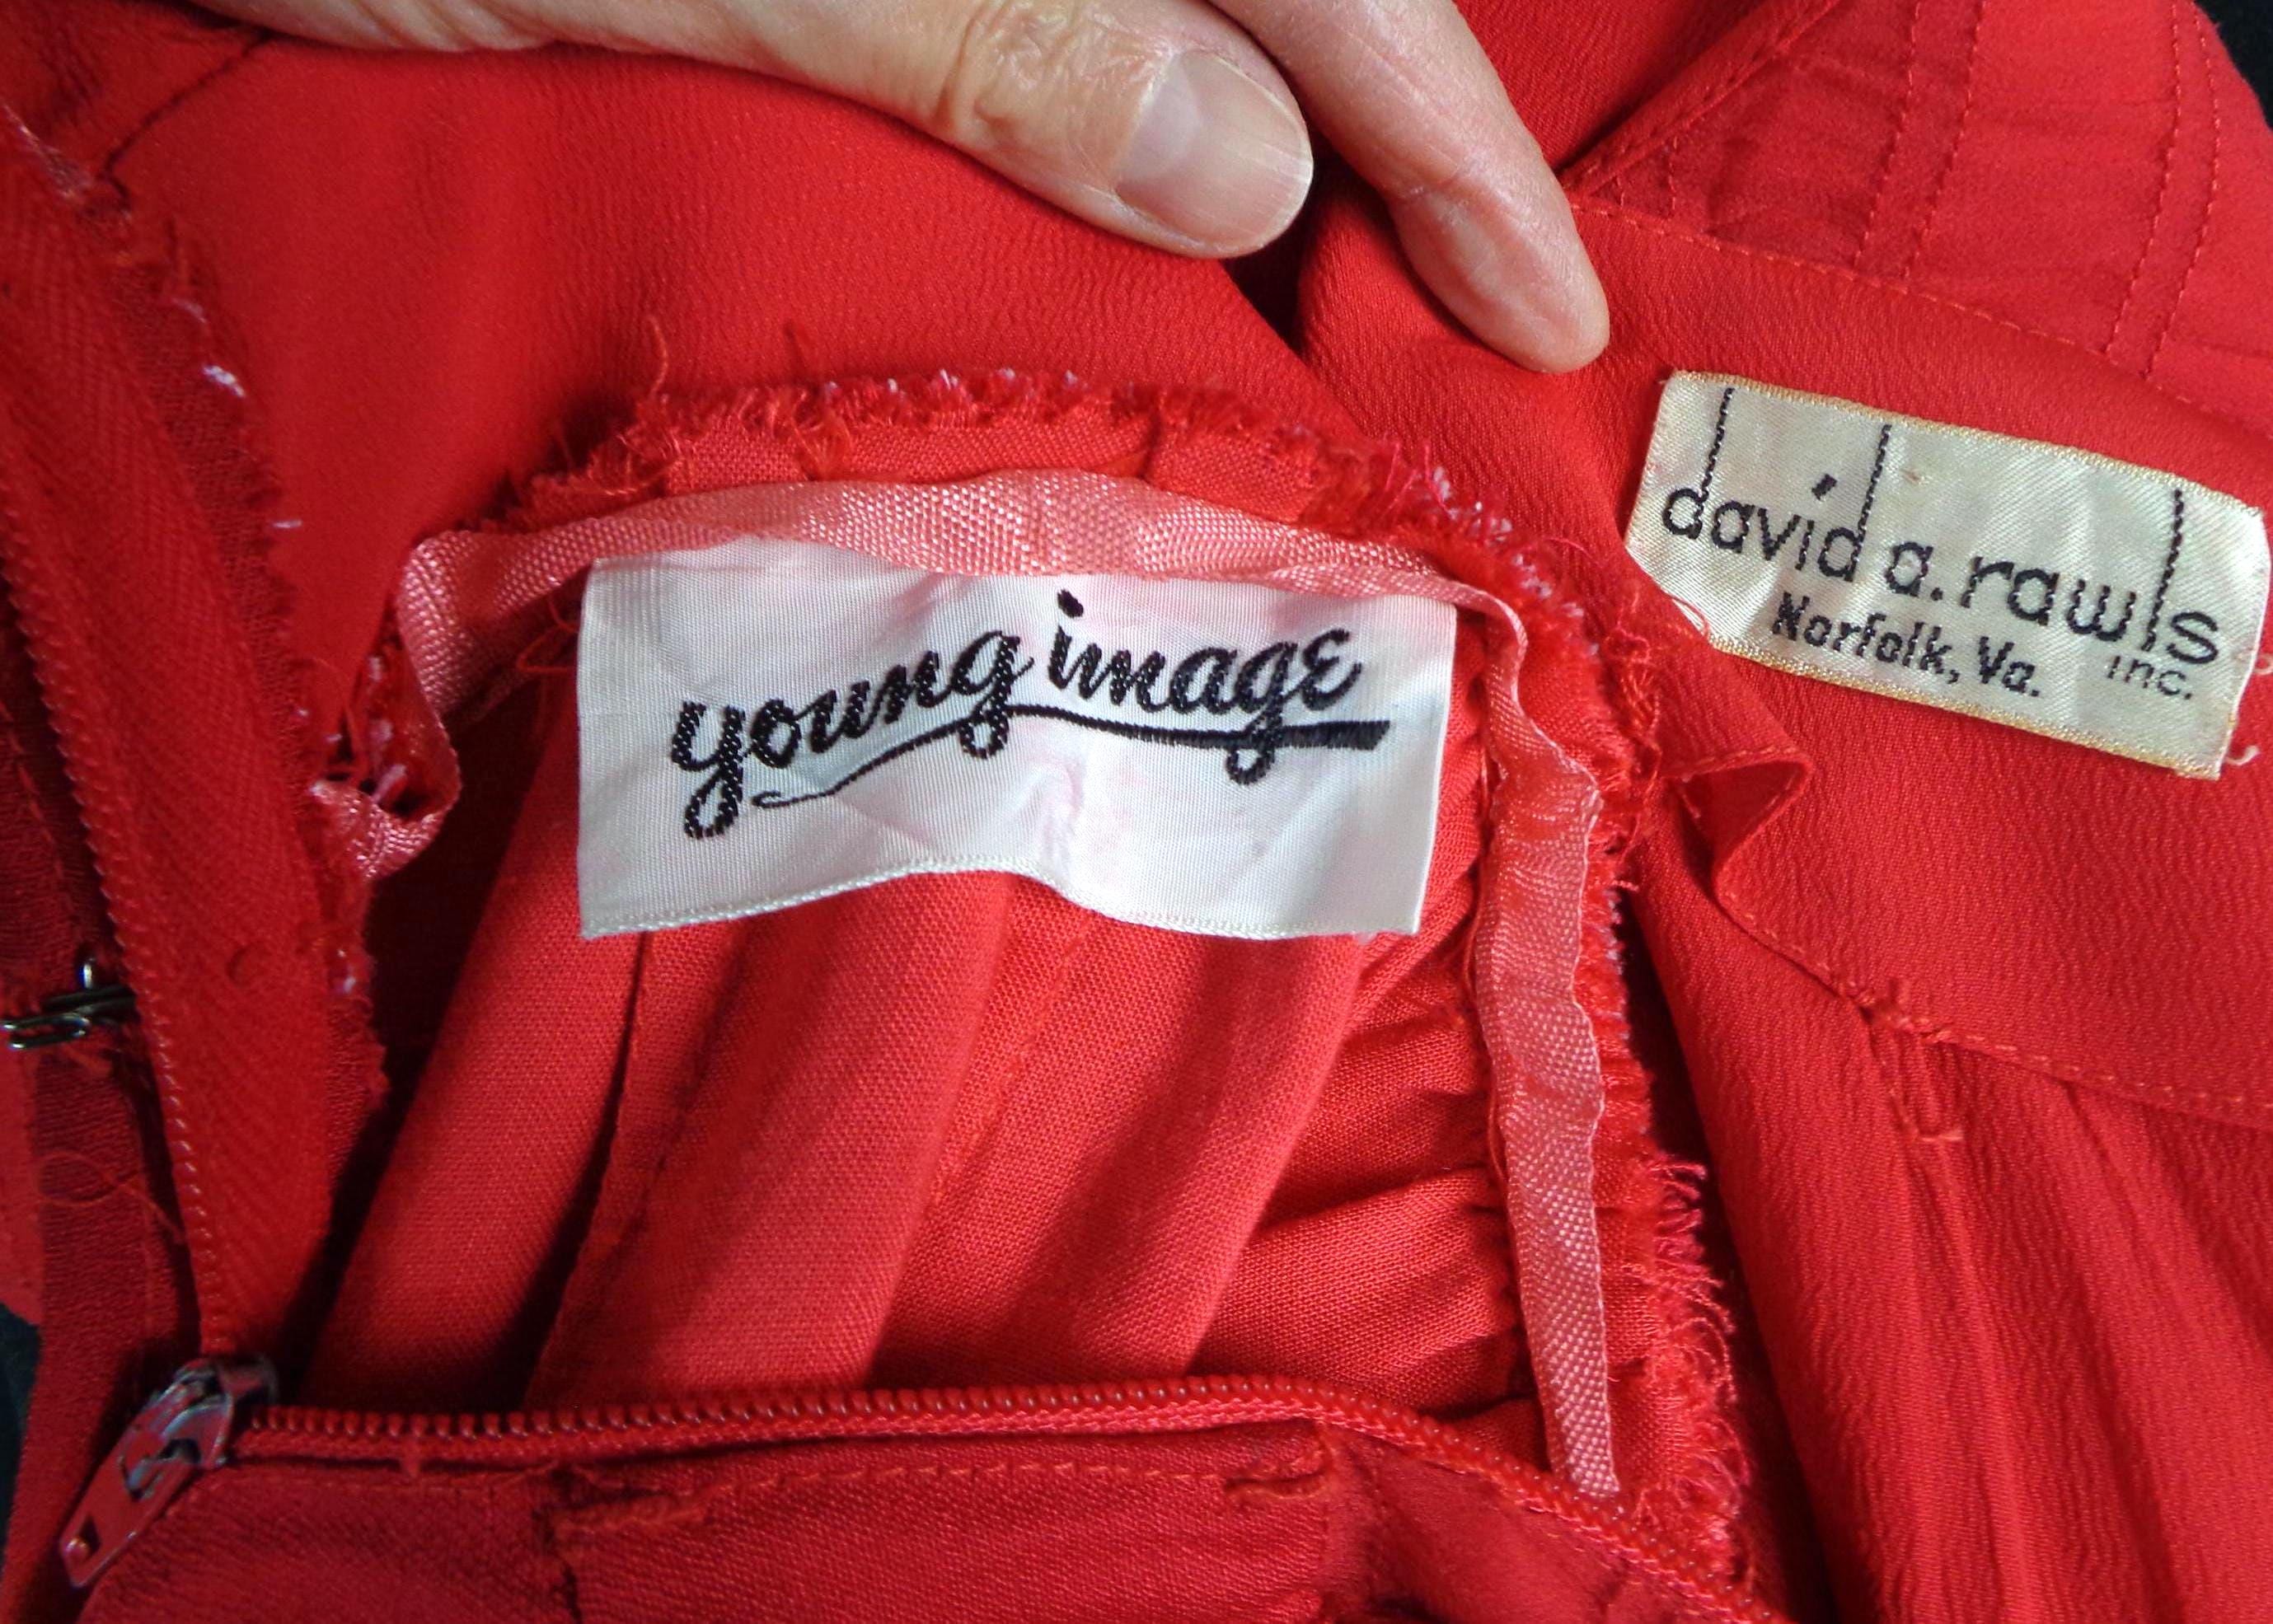 young image
david a. rawls
inc.
Norfolk, Va.